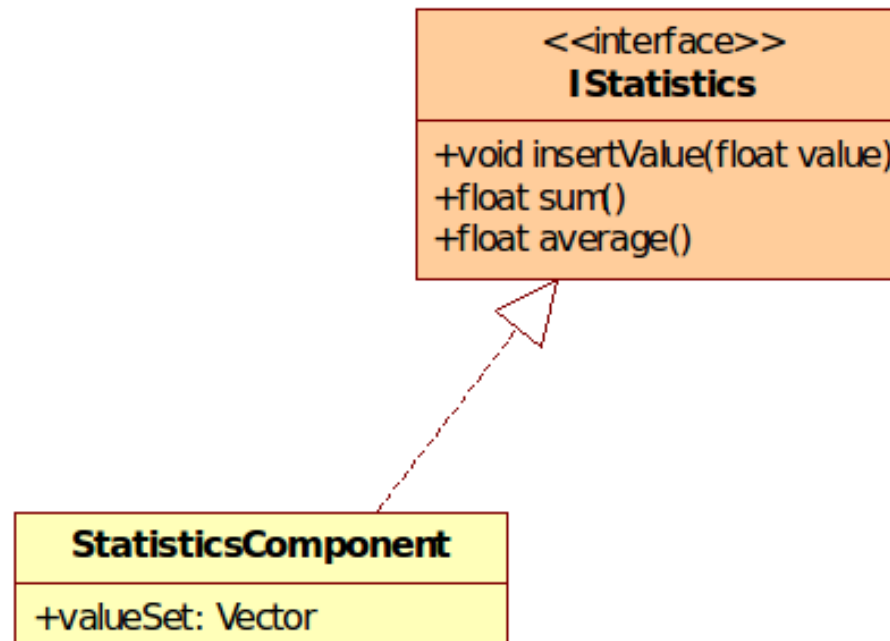 <<interface>>
IStatistics
+void insertValue(float value)
+float sum()
+float average()
StatisticsComponent
+valueSet: Vector